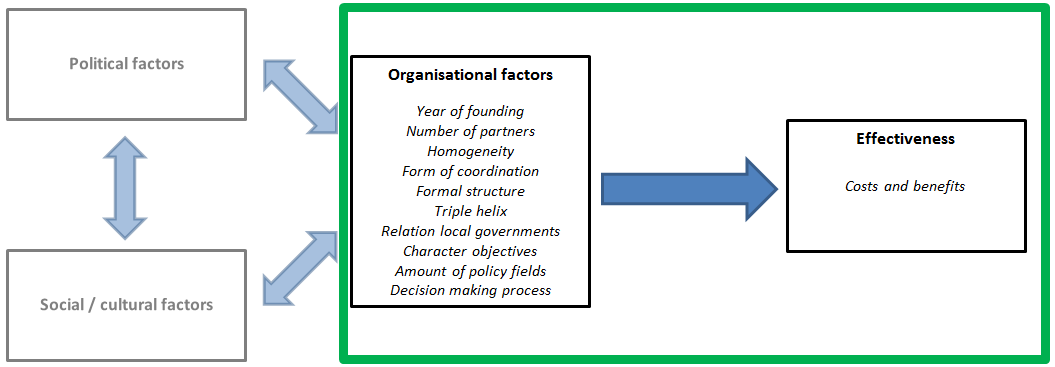 Political factors
Social / cultural factors
Organisational factors
Year of founding
Number of partners
Homogeneity
Form of coordination
Formal structure
Triple helix
Relation local governments
Character objectives
Amount of policy fields
Decision making process
Effectiveness
Costs and benefits